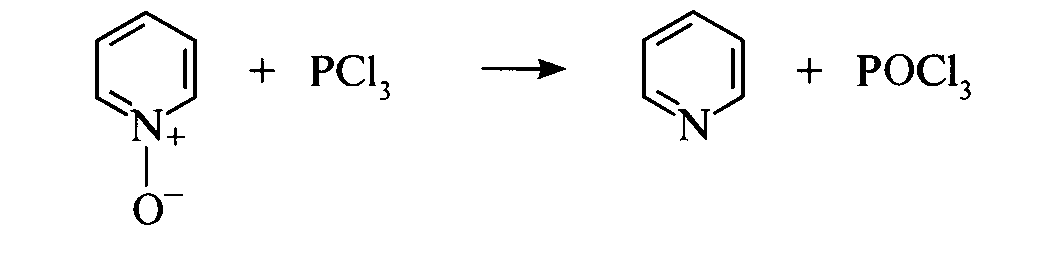 + PCl₃ → + POCl₃
N+ N
O−